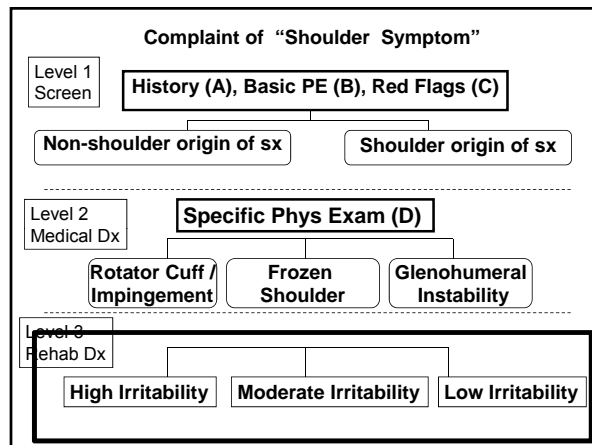 Complaint of “Shoulder Symptom”
Level 1
Screen
History (A), Basic PE (B), Red Flags (C)
Non-shoulder origin of sx
Shoulder origin of sx
Level 2
Medical Dx
Specific Phys Exam (D)
Rotator Cuff /
Impingement
Frozen
Shoulder
Glenohumeral
Instability
Level 3
Rehab Dx
High Irritability
Moderate Irritability
Low Irritability